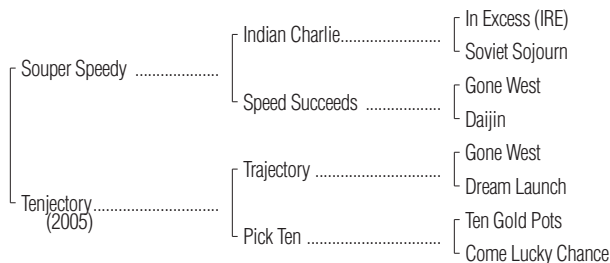 In Excess (IRE)
Indian Charlie....................
Soviet Sojourn
Souper Speedy ..................
Gone West
Speed Succeeds ................
Daijin
Gone West
Trajectory ..........................
Dream Launch
Tenjectory..........................
(2005)
Ten Gold Pots
Pick Ten ............................
Come Lucky Chance